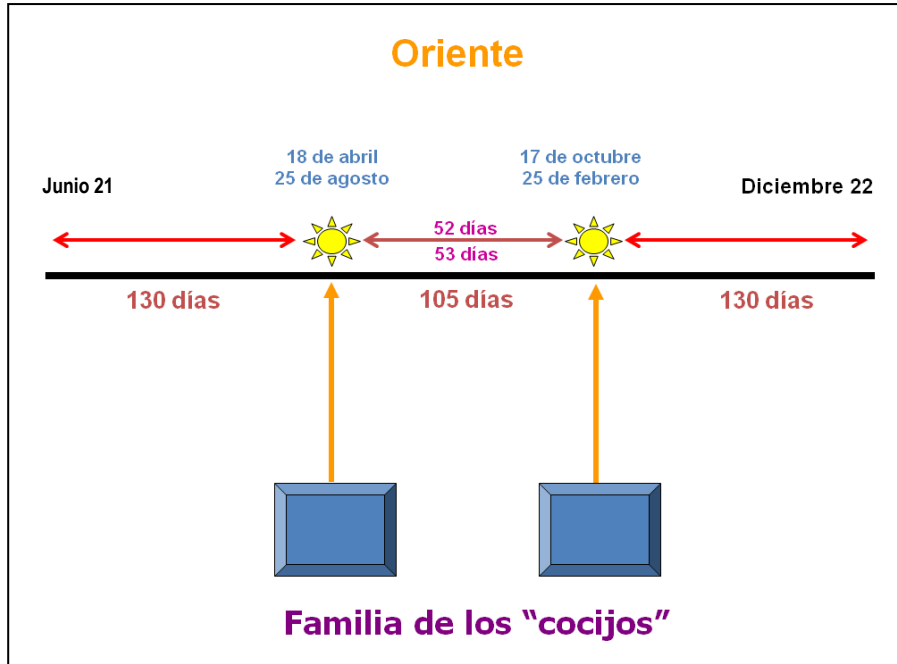 Oriente
18 de abril
25 de agosto
17 de octubre
25 de febrero
Junio 21
Diciembre 22
52 días
53 días
130 días
105 días
130 días
Familia de los “cocijos”